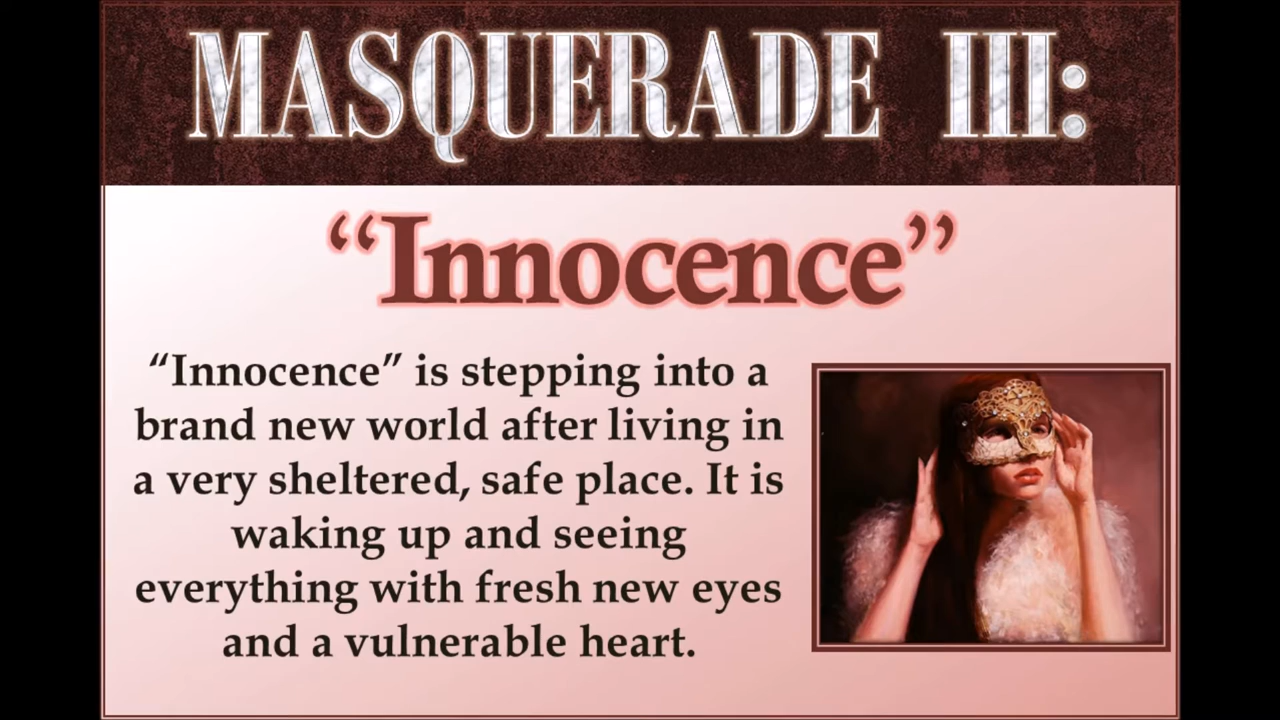 MASQUERADE III:
“Innocence”
“Innocence” is stepping into a
brand new world after living in
a very sheltered, safe place. It is
waking up and seeing
everything with fresh new eyes
and a vulnerable heart.